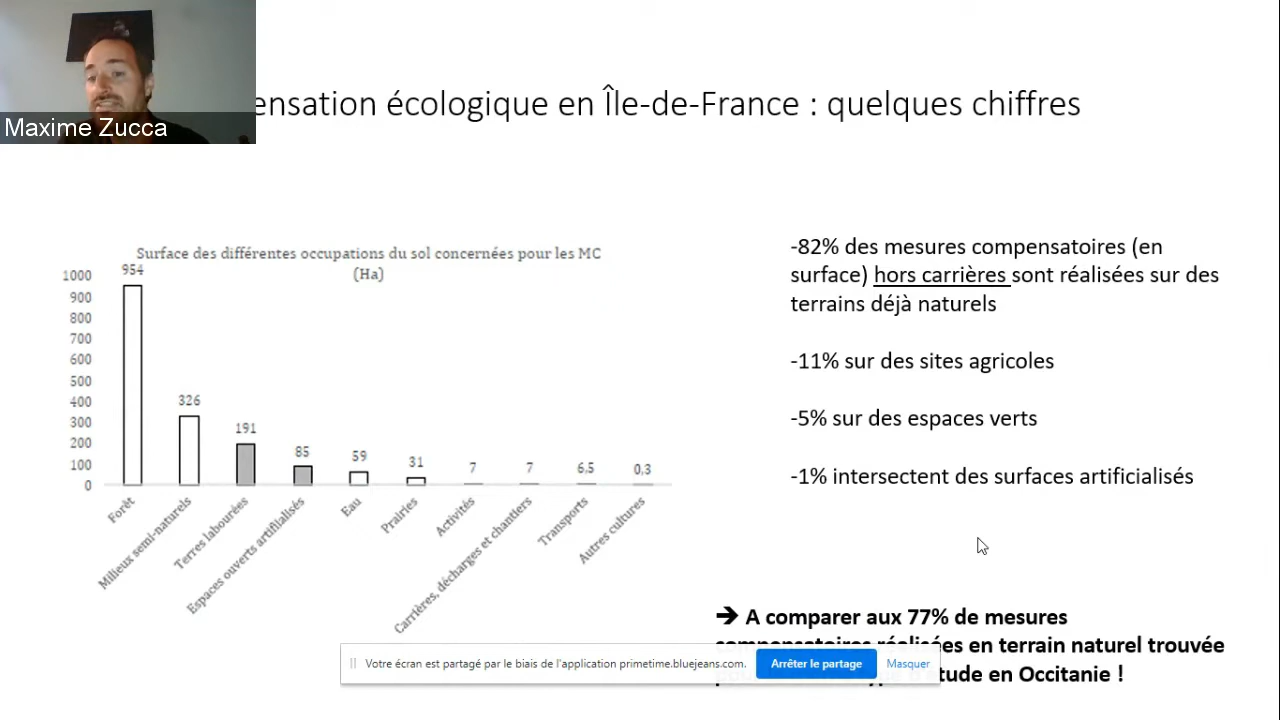 Maxime Zucca
ensation écologique en Île-de-France : quelques chiffres
Surface des différentes occupations du sol concernées pour les MC
(Ha)
1000
900
800
700
600
500
400
300
200
100
0
954
326
191
85
59
31
7
7
6,5
0,3
Forêt
Milieux semi-naturels
Terres labourées
Espaces ouverts artifiialisés
Eau
Prairies
Activités
Carrières, décharges et chantiers
Transports
Autres cultures
-82% des mesures compensatoires (en
surface) hors carrières sont réalisées sur des
terrains déjà naturels
-11% sur des sites agricoles
-5% sur des espaces verts
-1% intersectent des surfaces artificialisés
➔ A comparer aux 77% de mesures
compensatoires réalisées en terrain naturel trouvée
étude en Occitanie !
Votre écran est partagé par le biais de l'application primetime.bluejeans.com.
Arrêter le partage
Masquer